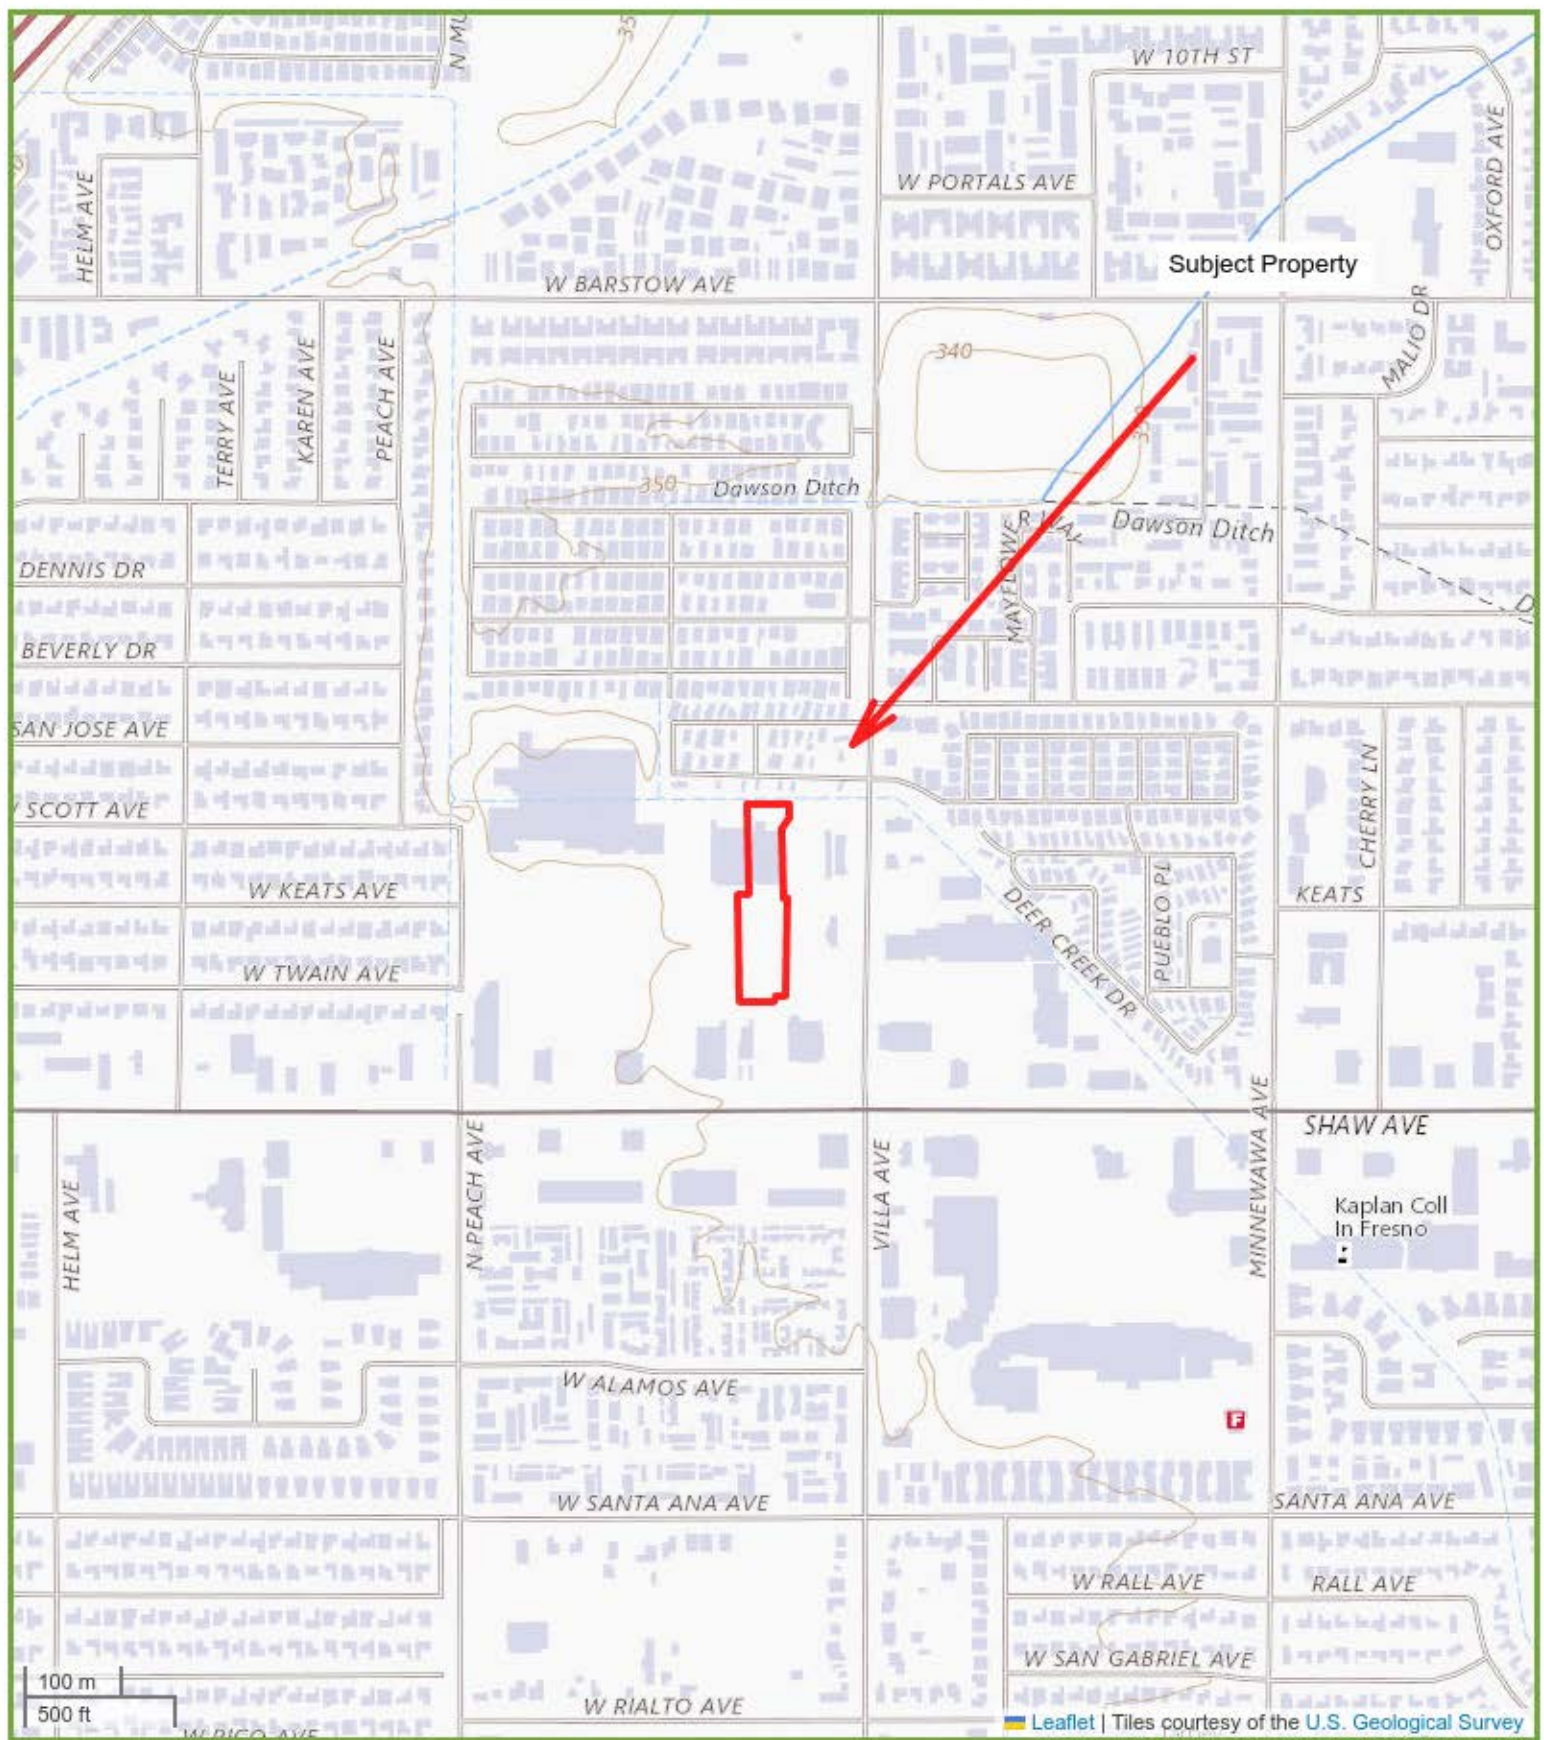 W 10TH ST
OXFORD AVE
HELM AVE
W PORTALS AVE
Subject Property
W BARSTOW AVE
MALIO DR
340
TERRY AVE
KAREN AVE
PEACH AVE
350
Dawson Ditch
Dawson Ditch
DENNIS DR
BEVERLY DR
SAN JOSE AVE
SCOTT AVE
CHERRY LN
W KEATS AVE
KEATS
DEER CREEK DR
PUEBLO PL
W TWAIN AVE
SHAW AVE
N PEACH AVE
VILLA AVE
MINNEWAWA AVE
HELM AVE
Kaplan Coll
In Fresno
W ALAMOS AVE
F
W SANTA ANA AVE
SANTA ANA AVE
W RALL AVE
RALL AVE
W SAN GABRIEL AVE
100 m
500 ft
W RIALTO AVE
Leaflet | Tiles courtesy of the U.S. Geological Survey